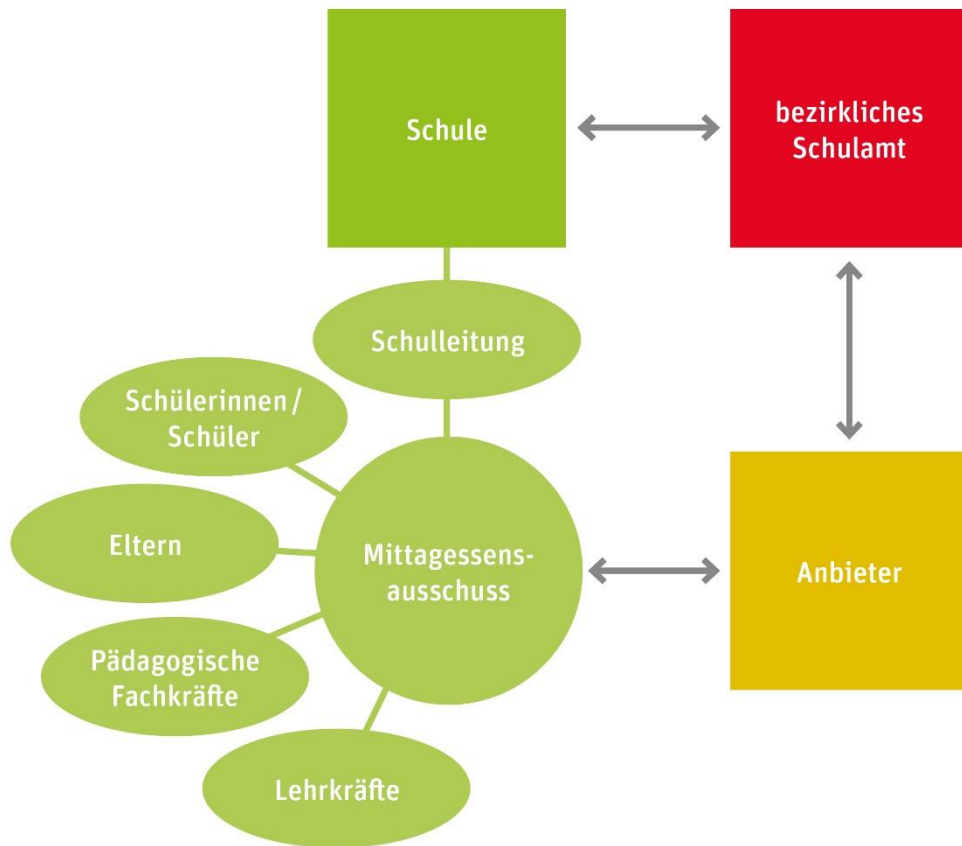 Schule
bezirkliches
Schulamt
Schulleitung
Schülerinnen /
Schüler
Eltern
Mittagessens-
ausschuss
Anbieter
Pädagogische
Fachkräfte
Lehrkräfte